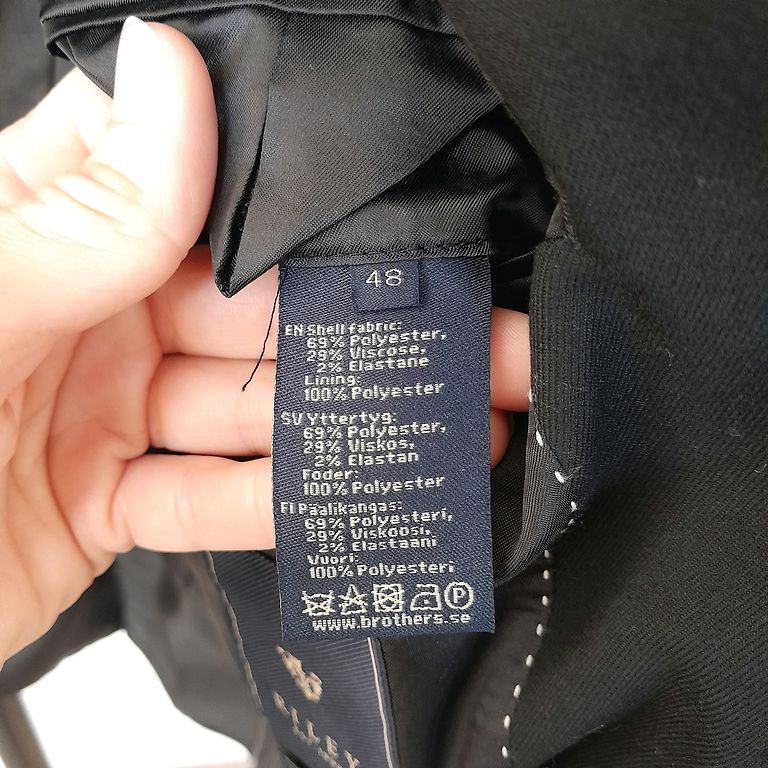 48
EN Shell fabric:
69% Polyester,
29% Viscose,
2% Elastane
Lining:
100% Polyester
SV Yttertyg:
69% Polyester,
29% Viskos,
2% Elastan
Foder:
100% Polyester
FI Päälikangas:
69% Polyesteri,
29% Viskoosi,
2% Elastaani
Vuori:
100% Polyesteri
P
www.brothers.se